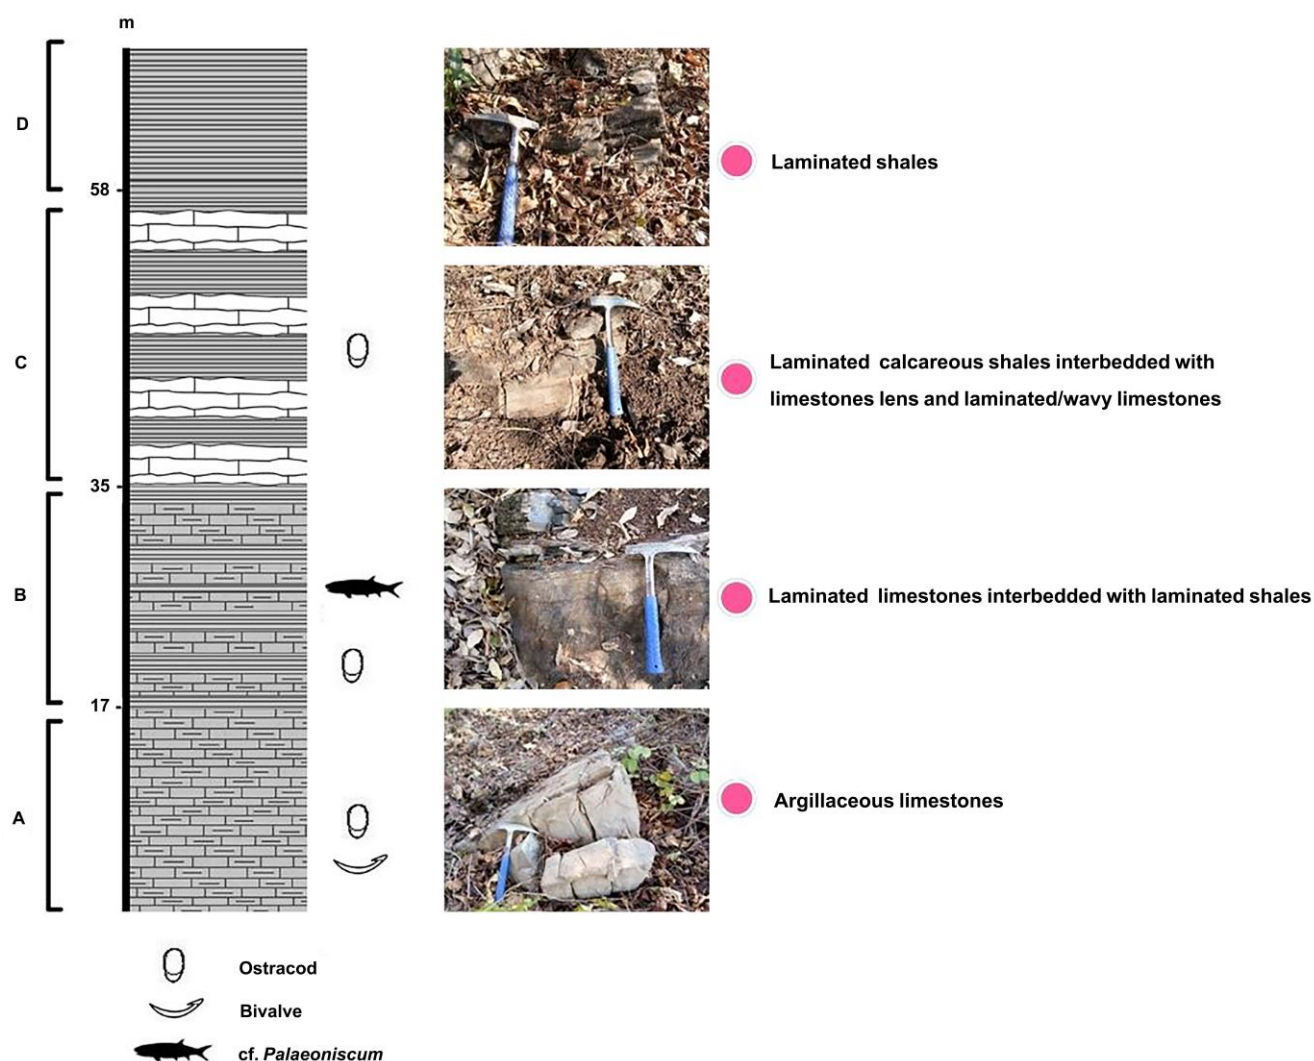 m
D
58
Laminated shales
C
Laminated calcareous shales interbedded with
limestones lens and laminated/wavy limestones
35
B
Laminated limestones interbedded with laminated shales
17
A
Argillaceous limestones
Ostracod
Bivalve
cf. Palaeoniscum